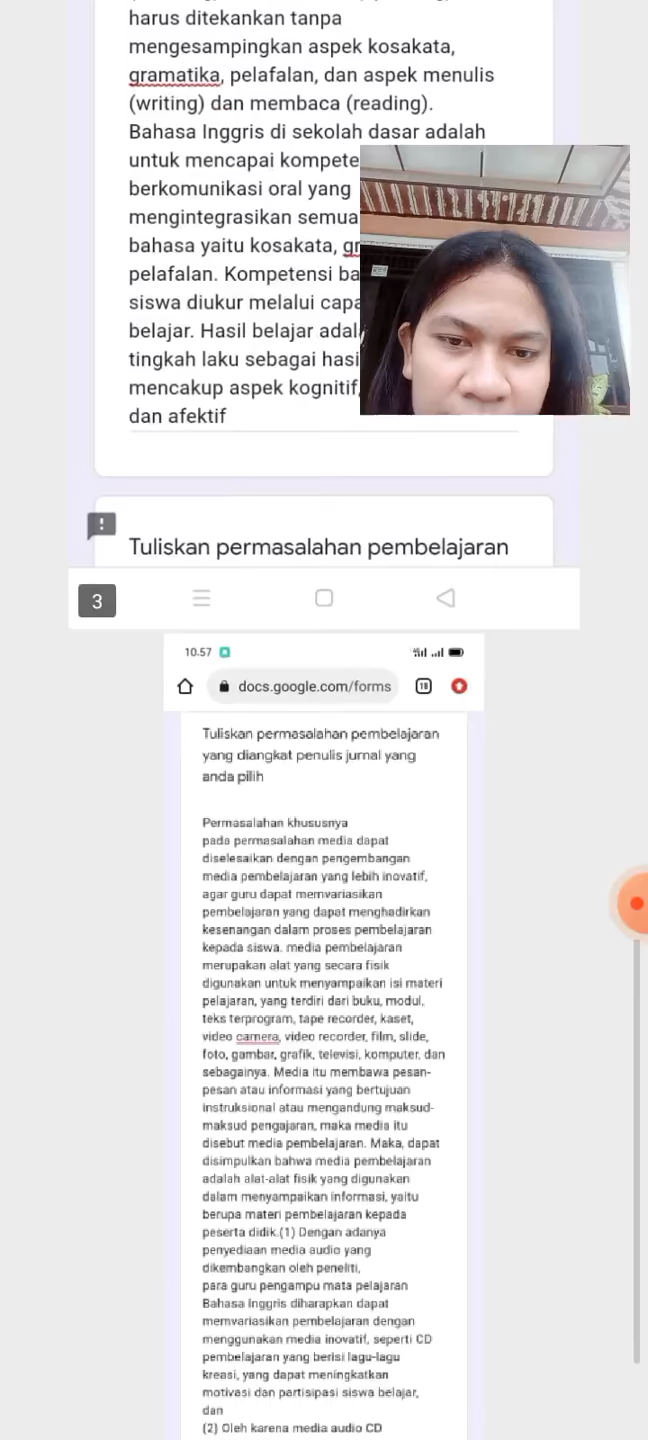 harus ditekankan tanpa
mengesampingkan aspek kosakata,
gramatika, pelafalan, dan aspek menulis
(writing) dan membaca (reading).
Bahasa Inggris di sekolah dasar adalah
untuk mencapai kompete
berkomunikasi oral yang
mengintegrasikan semua
bahasa yaitu kosakata, gr
pelafalan. Kompetensi ba
siswa diukur melalui capa
belajar. Hasil belajar adal
tingkah laku sebagai hasi
mencakup aspek kognitif,
dan afektif
Tuliskan permasalahan pembelajaran
3
10.57
docs.google.com/forms
18
Tuliskan permasalahan pembelajaran
yang diangkat penulis jurnal yang
anda pilih
Permasalahan khususnya
pada permasalahan media dapat
diselesaikan dengan pengembangan
media pembelajaran yang lebih inovatif,
agar guru dapat memvariasikan
pembelajaran yang dapat menghadirkan
kesenangan dalam proses pembelajaran
kepada siswa. media pembelajaran
merupakan alat yang secara fisik
digunakan untuk menyampaikan isi materi
pelajaran, yang terdiri dari buku, modul,
teks terprogram, tape recorder, kaset,
video camera, video recorder, film, slide,
foto, gambar, grafik, televisi, komputer, dan
sebagainya. Media itu membawa pesan-
pesan atau informasi yang bertujuan
instruksional atau mengandung maksud-
maksud pengajaran, maka media itu
disebut media pembelajaran. Maka, dapat
disimpulkan bahwa media pembelajaran
adalah alat-alat fisik yang digunakan
dalam menyampaikan informasi, yaitu
berupa materi pembelajaran kepada
peserta didik.(1) Dengan adanya
penyediaan media audio yang
dikembangkan oleh peneliti,
para guru pengampu mata pelajaran
Bahasa Inggris diharapkan dapat
memvariasikan pembelajaran dengan
menggunakan media inovatif, seperti CD
pembelajaran yang berisi lagu-lagu
kreasi, yang dapat meningkatkan
motivasi dan partisipasi siswa belajar,
dan
(2) Oleh karena media audio CD